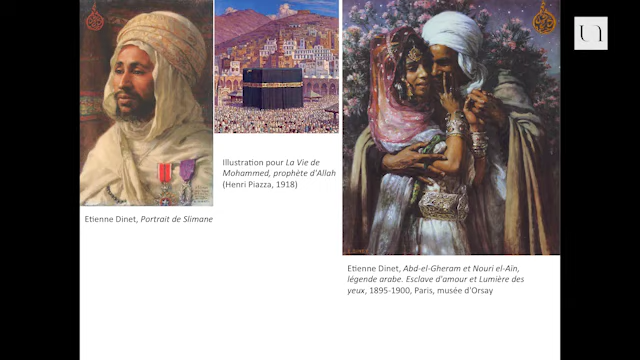 Illustration pour La Vie de
Mohammed, prophète d'Allah
(Henri Piazza, 1918)
Etienne Dinet, Portrait de Slimane
Etienne Dinet, Abd-el-Gheram et Nouri el-Aïn,
légende arabe. Esclave d'amour et Lumière des
yeux, 1895-1900, Paris, musée d'Orsay